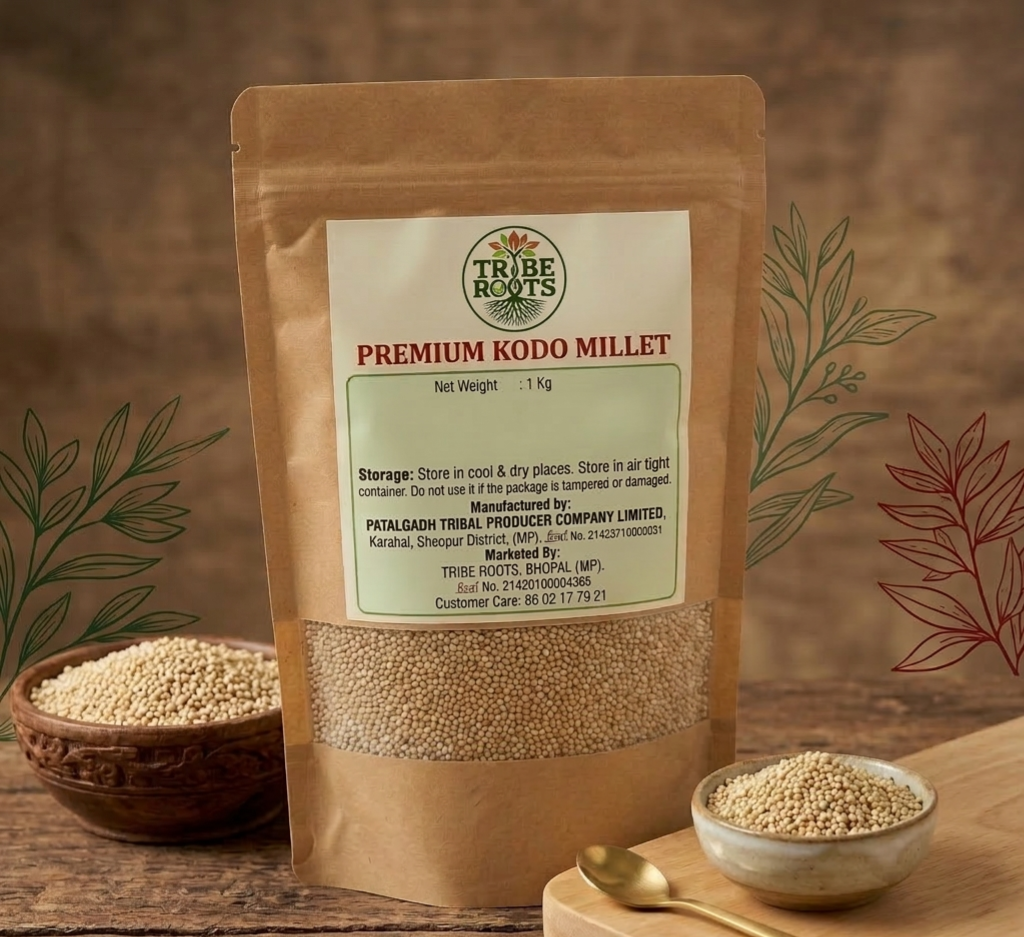 TRIBE
ROOTS
PREMIUM KODO MILLET
Net Weight : 1 Kg
Storage: Store in cool & dry places. Store in air tight
container. Do not use it if the package is tampered or damaged.
Manufactured by:
PATALGADH TRIBAL PRODUCER COMPANY LIMITED,
Karahal, Sheopur District, (MP). No. 21423710000031
Marketed By:
TRIBE ROOTS, BHOPAL (MP).
No. 21420100004365
Customer Care: 86 02 17 79 21